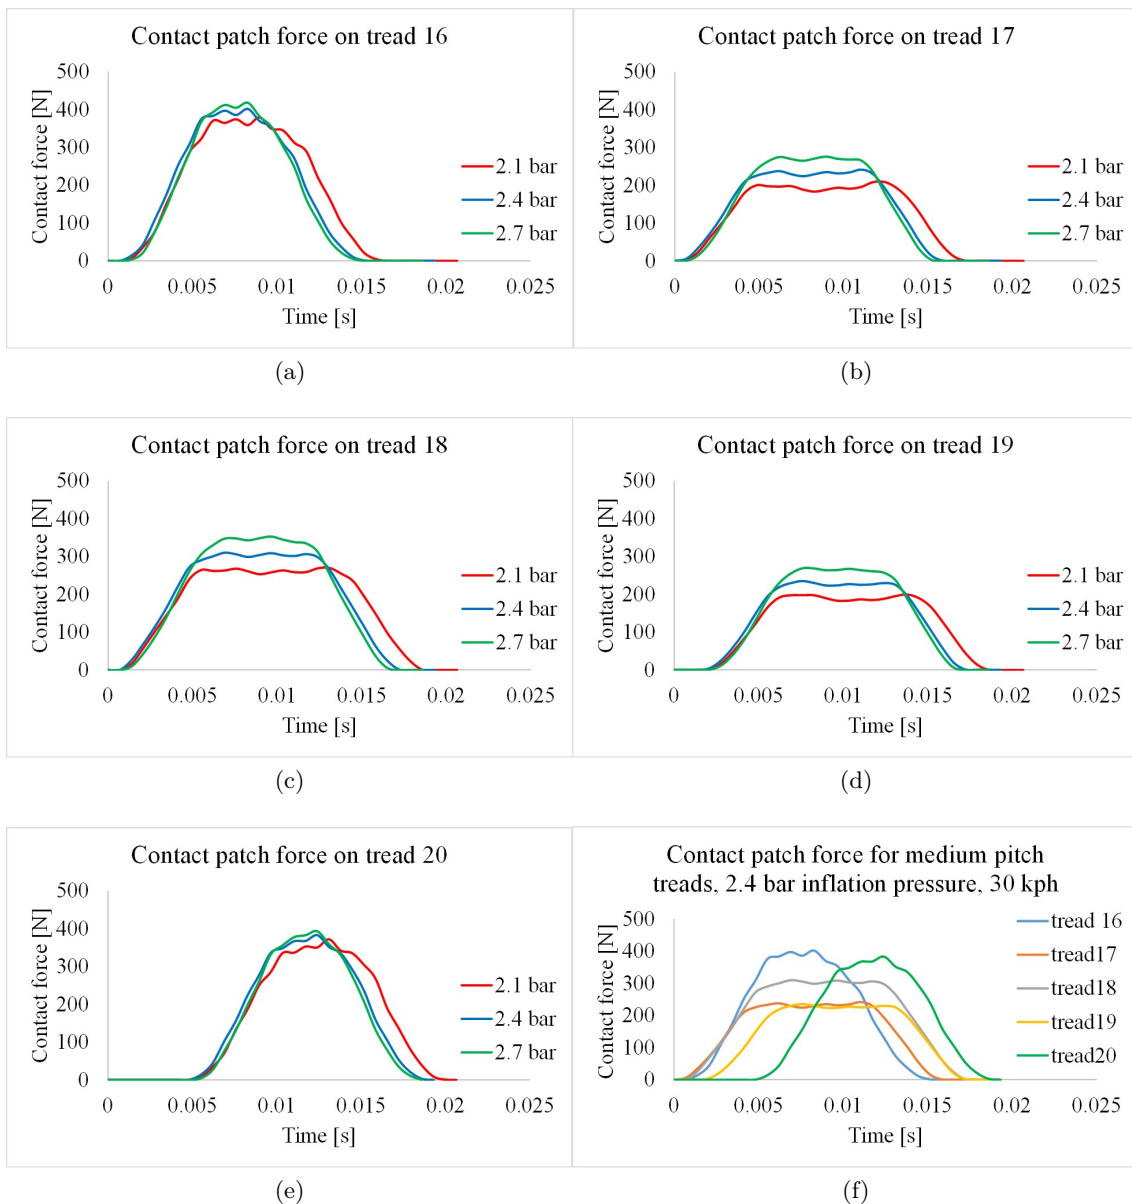 Contact patch force on tread 16
Contact force [N]
500
400
300
200
100
0
0 0.005 0.01 0.015 0.02 0.025
Time [s]
2.1 bar
2.4 bar
2.7 bar
(a)
Contact patch force on tread 17
Contact force [N]
500
400
300
200
100
0
0 0.005 0.01 0.015 0.02 0.025
Time [s]
2.1 bar
2.4 bar
2.7 bar
(b)
Contact patch force on tread 18
Contact force [N]
500
400
300
200
100
0
0 0.005 0.01 0.015 0.02 0.025
Time [s]
2.1 bar
2.4 bar
2.7 bar
(c)
Contact patch force on tread 19
Contact force [N]
500
400
300
200
100
0
0 0.005 0.01 0.015 0.02 0.025
Time [s]
2.1 bar
2.4 bar
2.7 bar
(d)
Contact patch force on tread 20
Contact force [N]
500
400
300
200
100
0
0 0.005 0.01 0.015 0.02 0.025
Time [s]
2.1 bar
2.4 bar
2.7 bar
(e)
Contact patch force for medium pitch
treads, 2.4 bar inflation pressure, 30 kph
Contact force [N]
500
400
300
200
100
0
0 0.005 0.01 0.015 0.02 0.025
Time [s]
tread 16
tread17
tread18
tread19
tread20
(f)